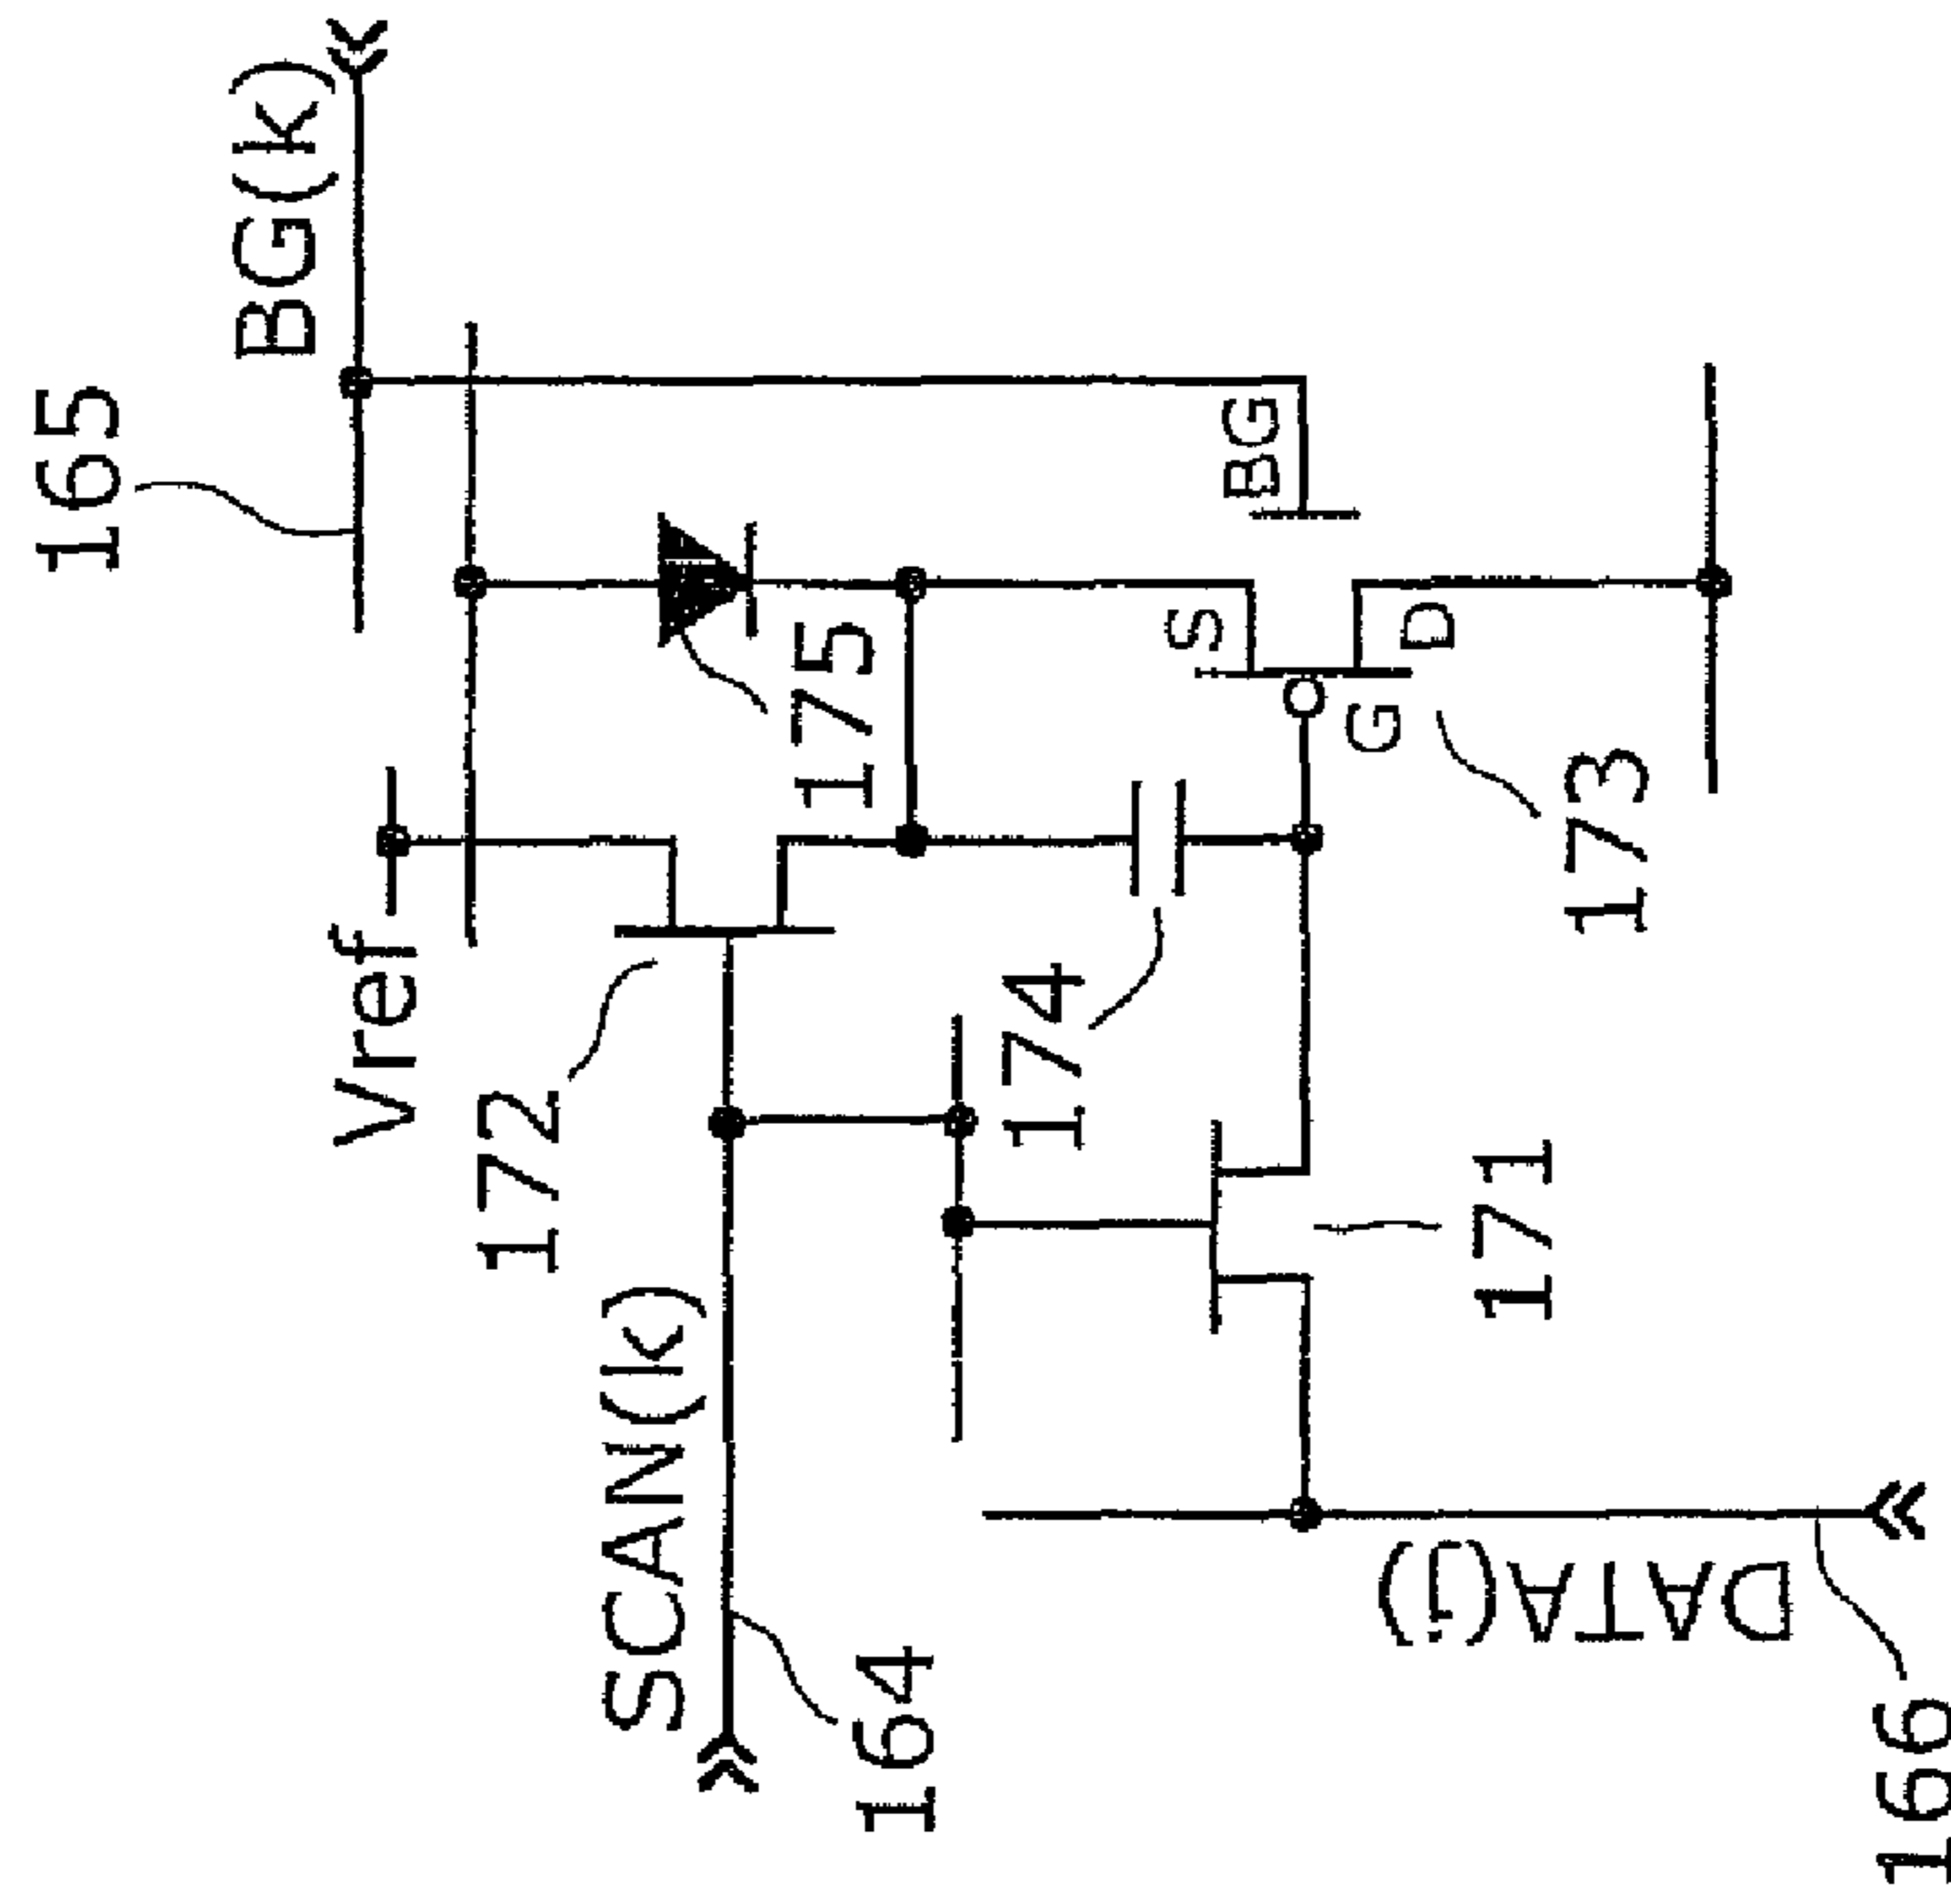 165
BG(k)
Vref
172
175
BG
S
D
G
173
174
SCAN(k)
171
164
DATA(j)
166